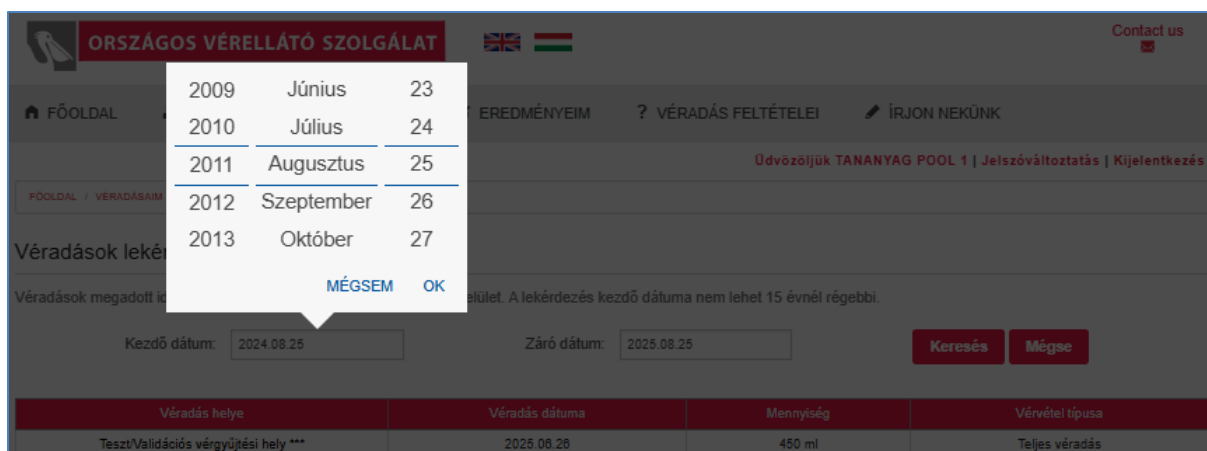 ORSZÁGOS VÉRELLÁTÓ SZOLGÁLAT
Contact us
2009 Június 23
2010 Július 24
2011 Augusztus 25
2012 Szeptember 26
2013 Október 27
MÉGSEM OK
FŐOLDAL EREDMÉNYEIM ? VÉRADÁS FELTÉTELEI ÍRJON NEKÜNK
Üdvözöljük TANANYAG POOL 1 | Jelszóváltoztatás | Kijelentkezés
FŐOLDAL / VÉRADÁSAIM
Véradások
Véradások megadott A lekérdezés kezdő dátuma nem lehet 15 évnél régebbi.
Kezdő dátum: 2024.08.25 Záró dátum: 2025.08.25 Keresés Mégse
Véradás helye Véradás dátuma Mennyiség Vérvétel típusa
Teszt/Validációs vérgyűjtési hely *** 2025.06.26 450 ml Teljes véradás